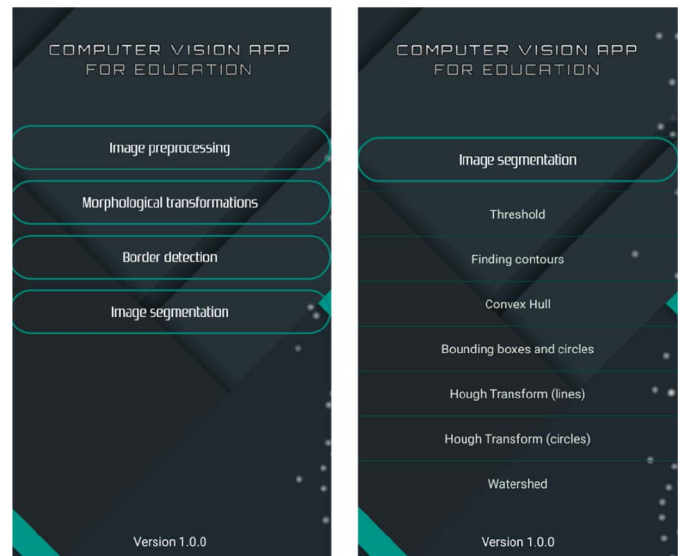 COMPUTER VISION APP
FOR EDUCATION
Image preprocessing
Morphological transformations
Border detection
Image segmentation
Version 1.0.0
COMPUTER VISION APP
FOR EDUCATION
Image segmentation
Threshold
Finding contours
Convex Hull
Bounding boxes and circles
Hough Transform (lines)
Hough Transform (circles)
Watershed
Version 1.0.0